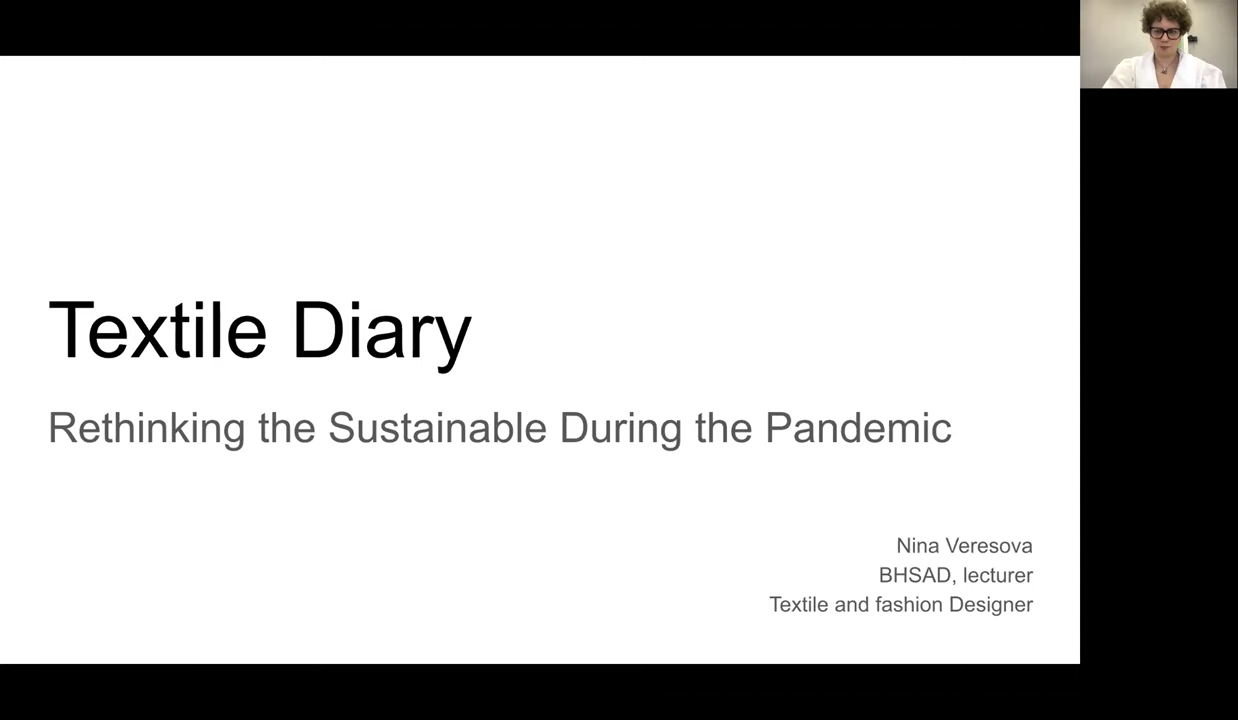 Textile Diary
Rethinking the Sustainable During the Pandemic
Nina Veresova
BHSAD, lecturer
Textile and fashion Designer